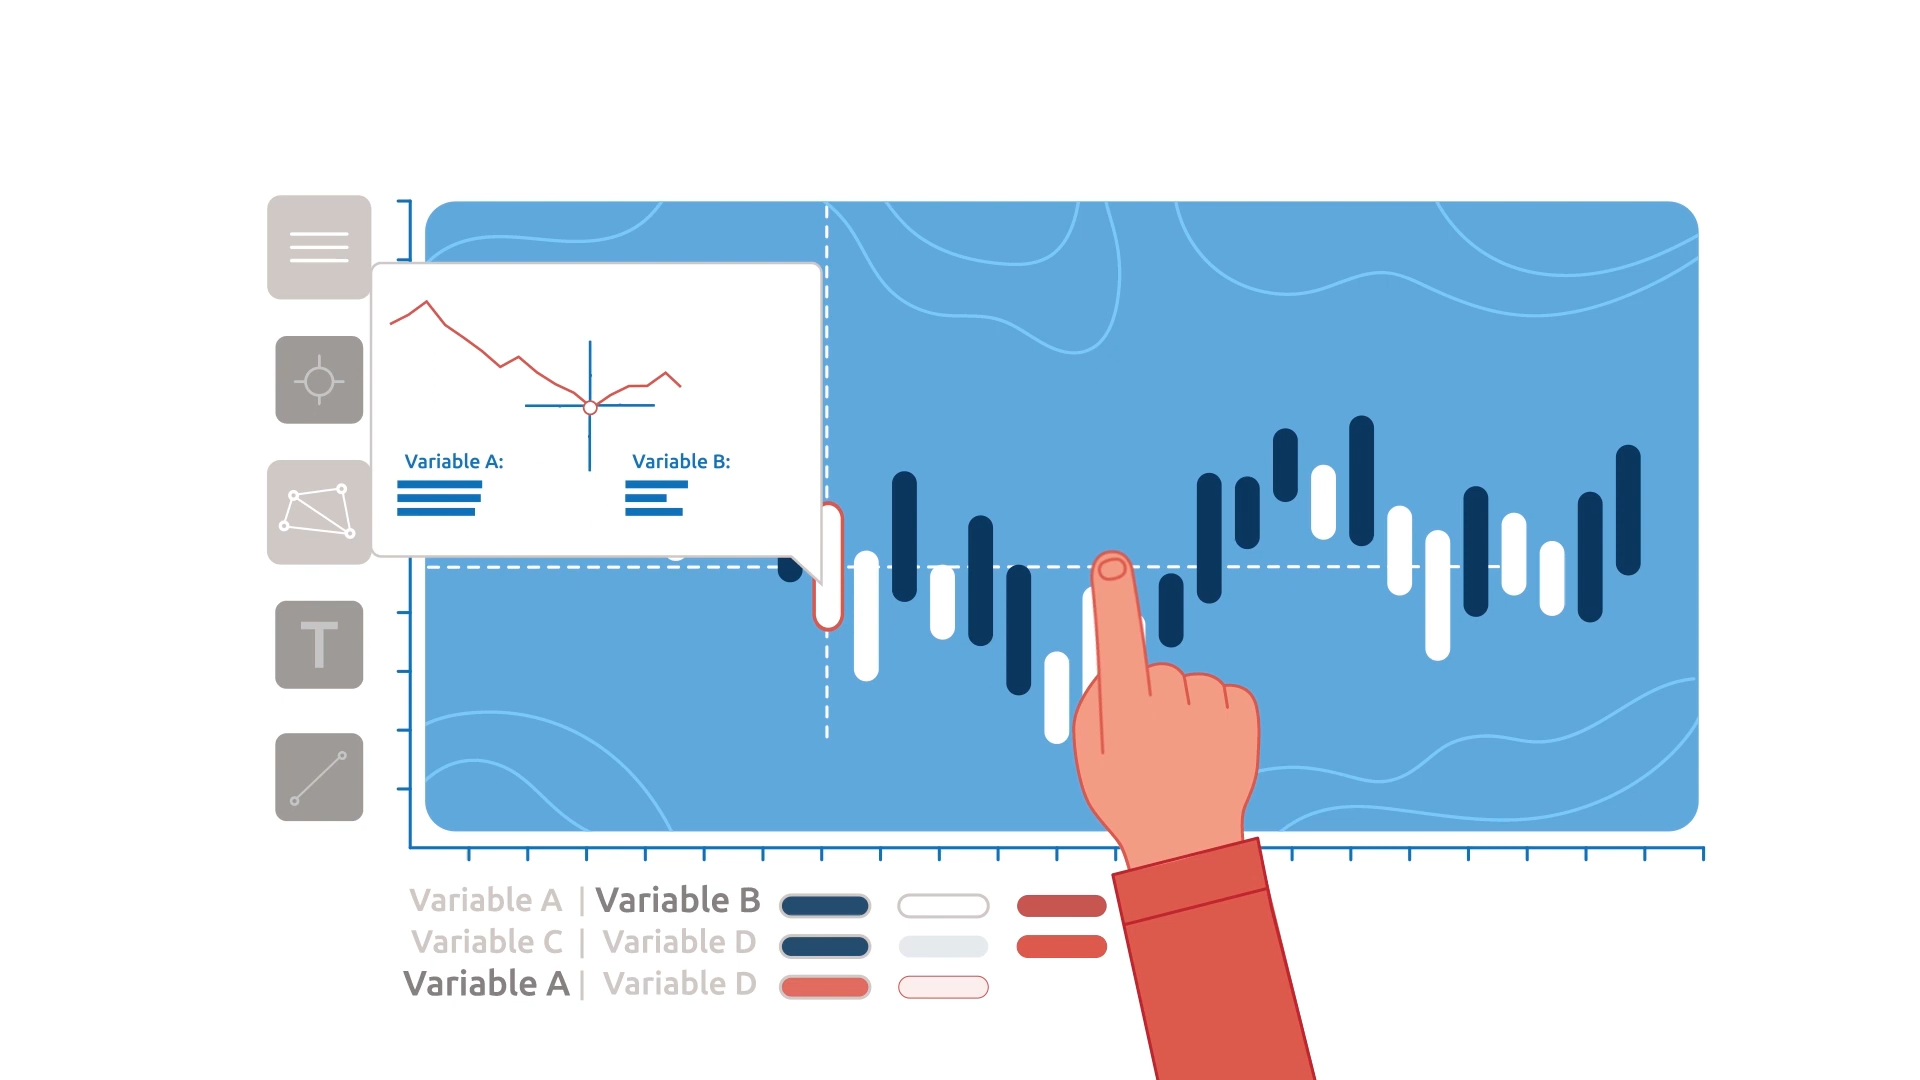 Variable A:
Variable B:
T
Variable A | Variable B
Variable C | Variable D
Variable A | Variable D